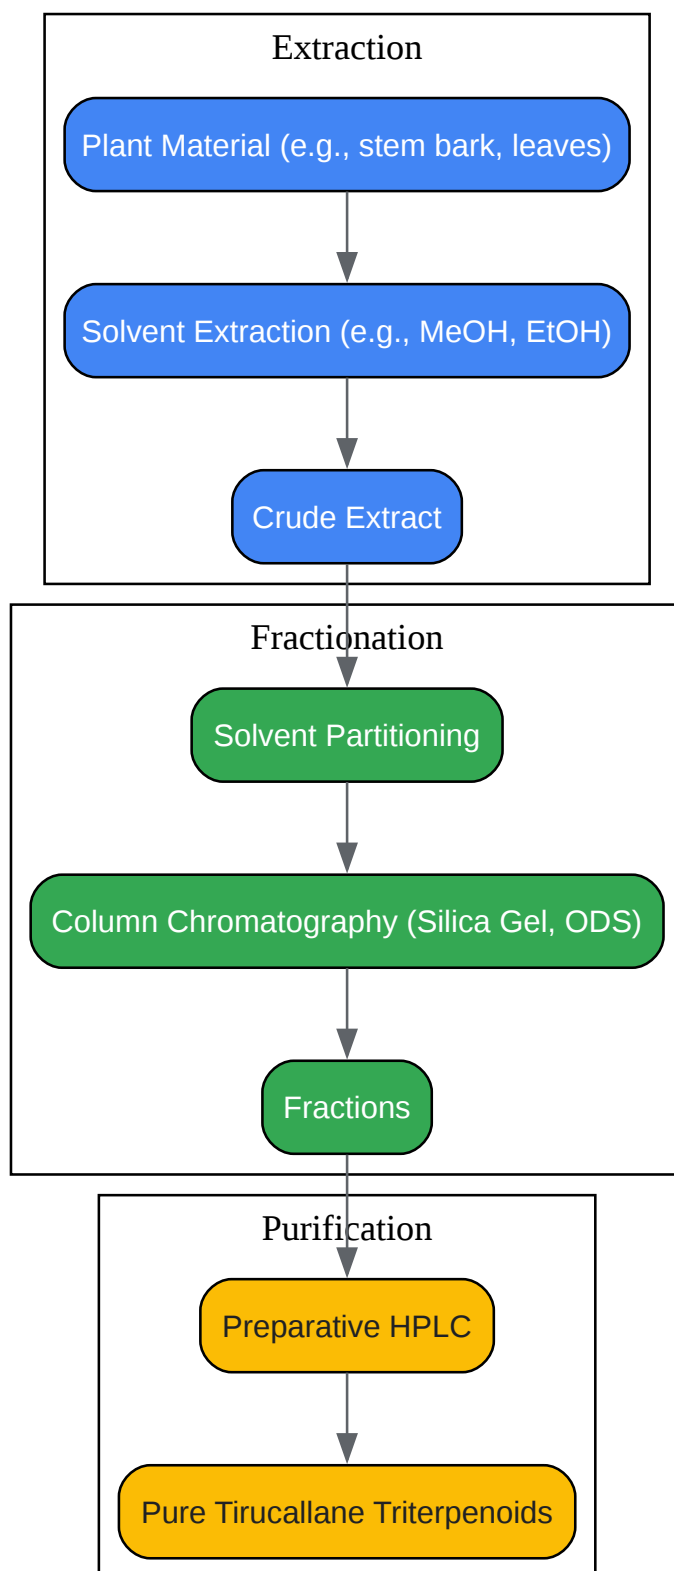 Extraction
Plant Material (e.g., stem bark, leaves)
Solvent Extraction (e.g., MeOH, EtOH)
Crude Extract
Fractionation
Solvent Partitioning
Column Chromatography (Silica Gel, ODS)
Fractions
Purification
Preparative HPLC
Pure Tirucallane Triterpenoids